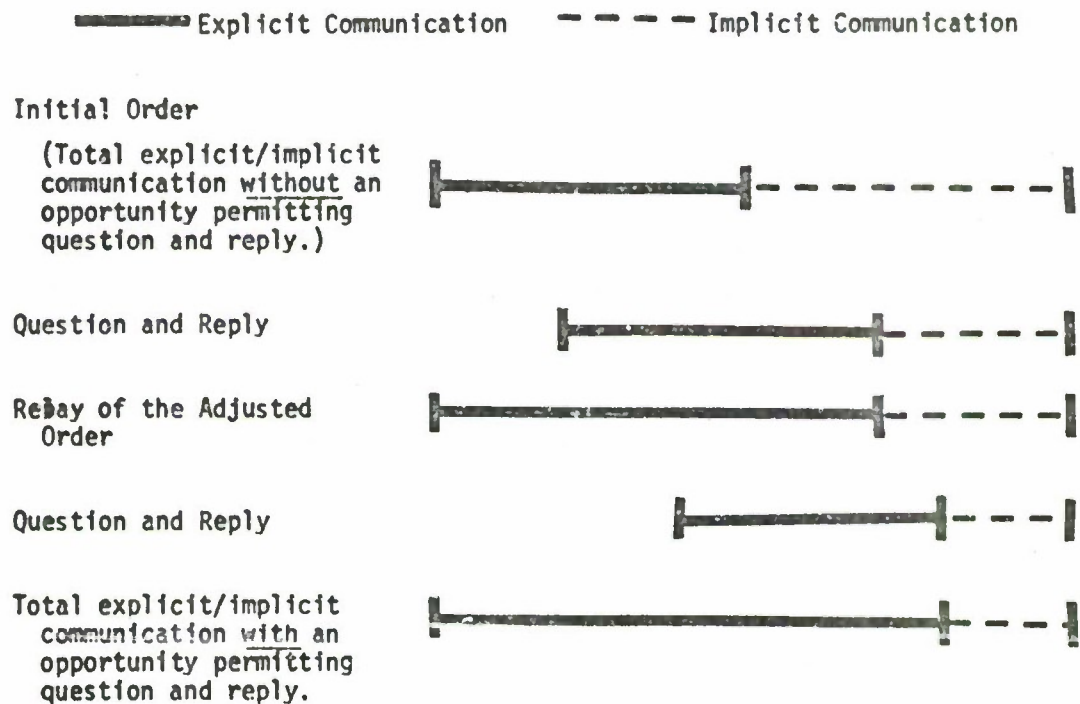 Explicit Communication Implicit Communication
Initial Order
(Total explicit/implicit
communication without an
opportunity permitting
question and reply.)
Question and Reply
Relay of the Adjusted
Order
Question and Reply
Total explicit/implicit
communication with an
opportunity permitting
question and reply.